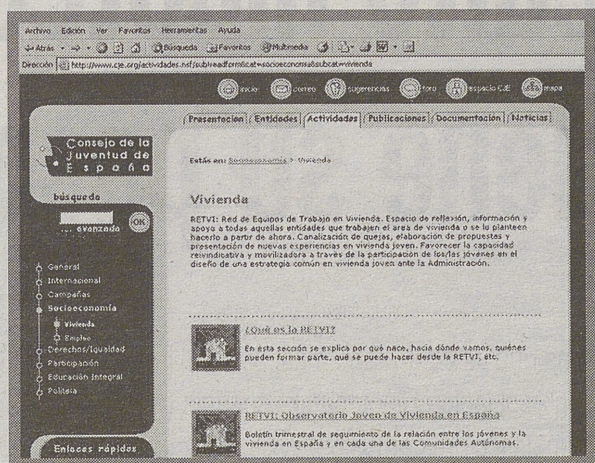 Archivo Edición Ver Favoritos Herramientas Ayuda
Atrás Búsqueda Favoritos Multimedia
Dirección http://www.cje.org/actividades.nsf/sub!readform&cat=socioeconomia&subcat=vivienda
inicio correo sugerencias foro espacio CJE mapa
Presentación Entidades Actividades Publicaciones Documentación Noticias
Consejo de la
Juventud de
España
Estás en: Socioeconomía > Vivienda
búsqueda
OK
avanzada
Vivienda
RETVI: Red de Equipos de Trabajo en Vivienda. Espacio de reflexión, información y
apoyo a todas aquellas entidades que trabajen el area de vivienda o se lo planteen
hacerlo a partir de ahora. Canalización de quejas, elaboración de propuestas y
presentación de nuevas experiencias en vivienda joven. Favorecer la capacidad
reivindicativa y movilizadora a través de la participación de los/las jóvenes en el
diseño de una estrategia común en vivienda joven ante la Administración.
General
Internacional
Campañas
Socioeconomía
Vivienda
Empleo
Derechos/Igualdad
Participación
Educación Integral
Politeia
¿Qué es la RETVI?
En esta sección se explica por qué nace, hacia dónde vamos, quiénes
pueden formar parte, qué se puede hacer desde la RETVI, etc.
RETVI: Observatorio Joven de Vivienda en España
Boletín trimestral de seguimiento de la relación entre los jóvenes y la
vivienda en España y en cada una de las Comunidades Autónomas.
Enlaces rápidos